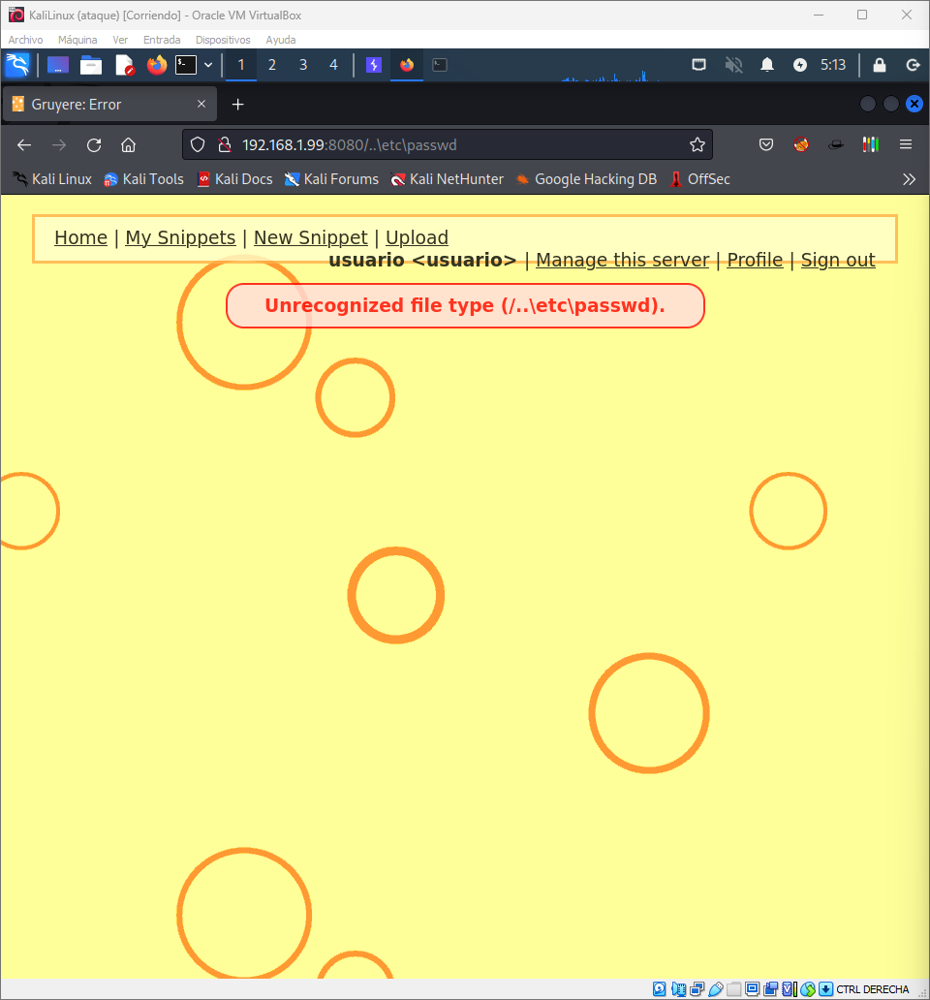 KaliLinux (ataque) [Corriendo] - Oracle VM VirtualBox
Archivo Máquina Ver Entrada Dispositivos Ayuda
1 2 3 4 5:13
Gruyere: Error
192.168.1.99:8080/..\etc\passwd
Kali Linux Kali Tools Kali Docs Kali Forums Kali NetHunter Google Hacking DB OffSec
Home | My Snippets | New Snippet | Upload
usuario <usuario> | Manage this server | Profile | Sign out
Unrecognized file type (/..\etc\passwd).
CTRL DERECHA